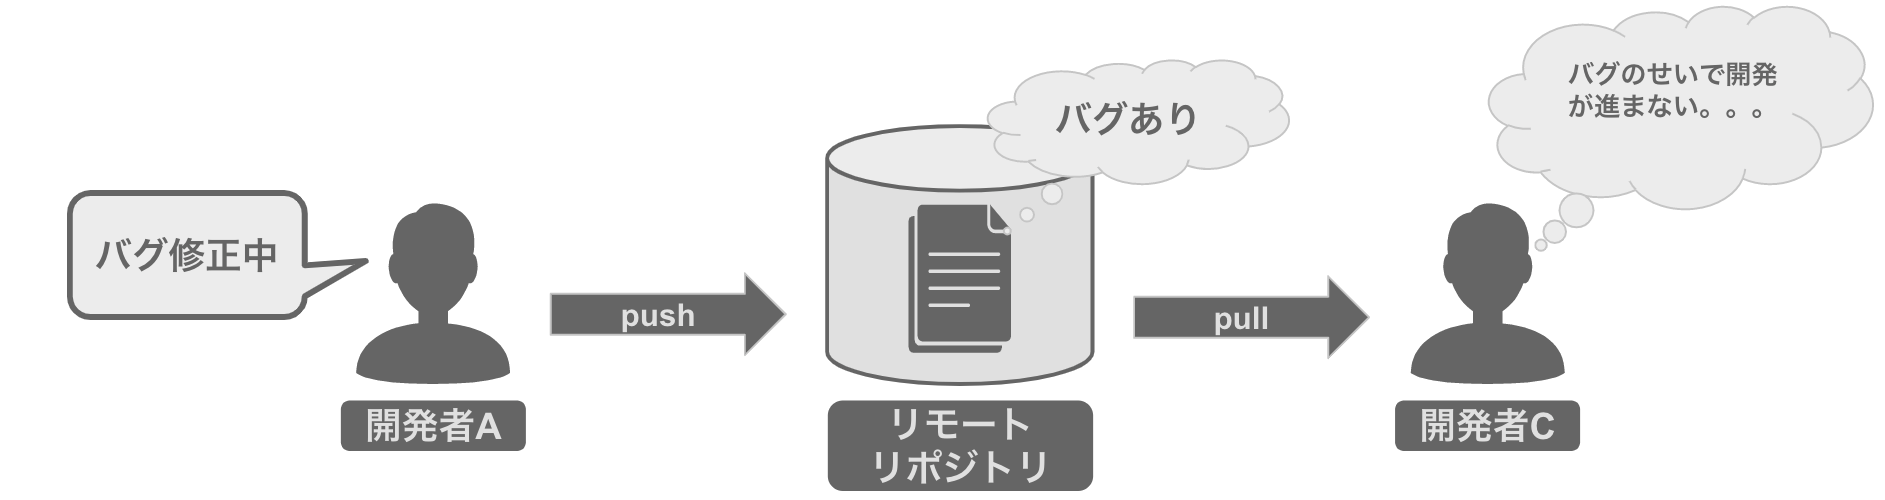 バグのせいで開発
が進まない。。。
バグあり
バグ修正中
push
pull
開発者A
リモート
リポジトリ
開発者C